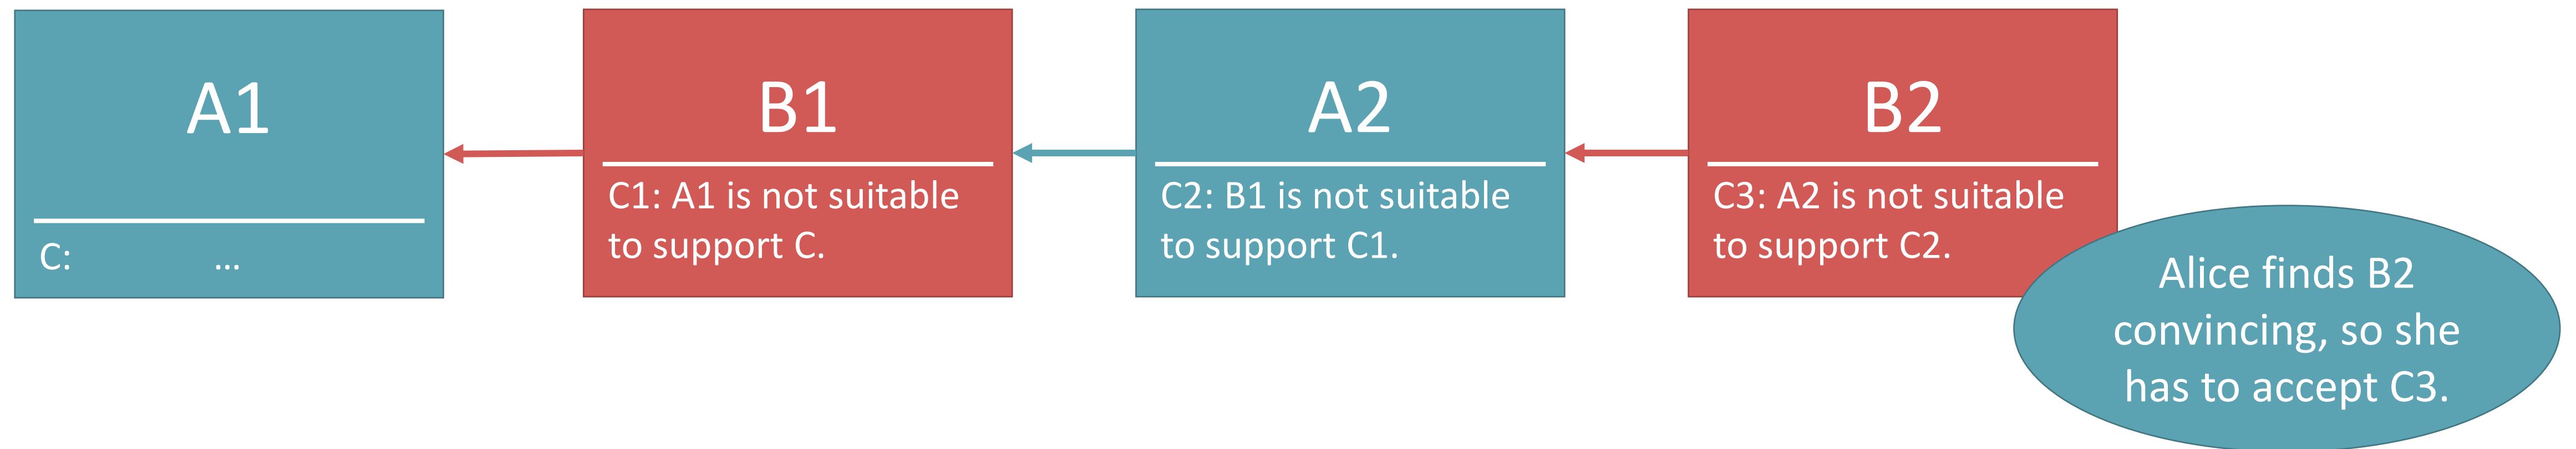 A1
C: ...
B1
C1: A1 is not suitable
to support C.
A2
C2: B1 is not suitable
to support C1.
B2
C3: A2 is not suitable
to support C2.
Alice finds B2
convincing, so she
has to accept C3.